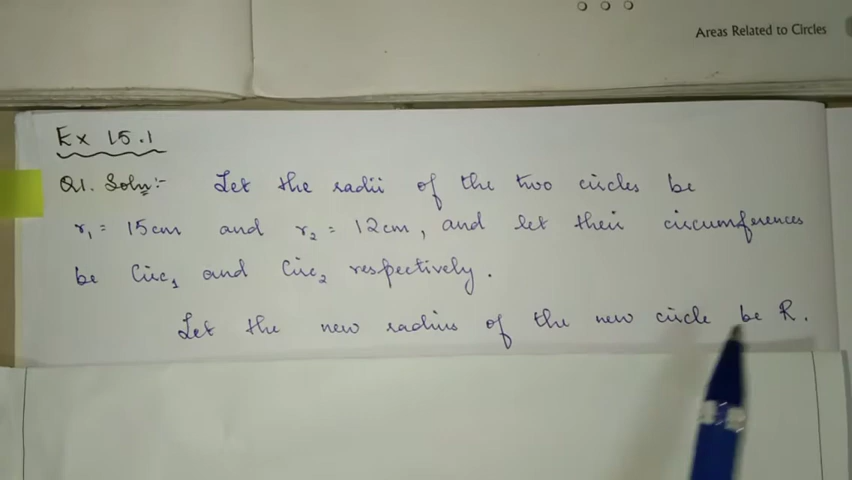 Areas Related to Circles
Ex 15.1
Q1. Soln:- Let the radii of the two circles be
r₁ = 15cm and r₂ = 12cm, and let their circumferences
be Circ₁ and Circ₂ respectively.
Let the new radius of the new circle be R.